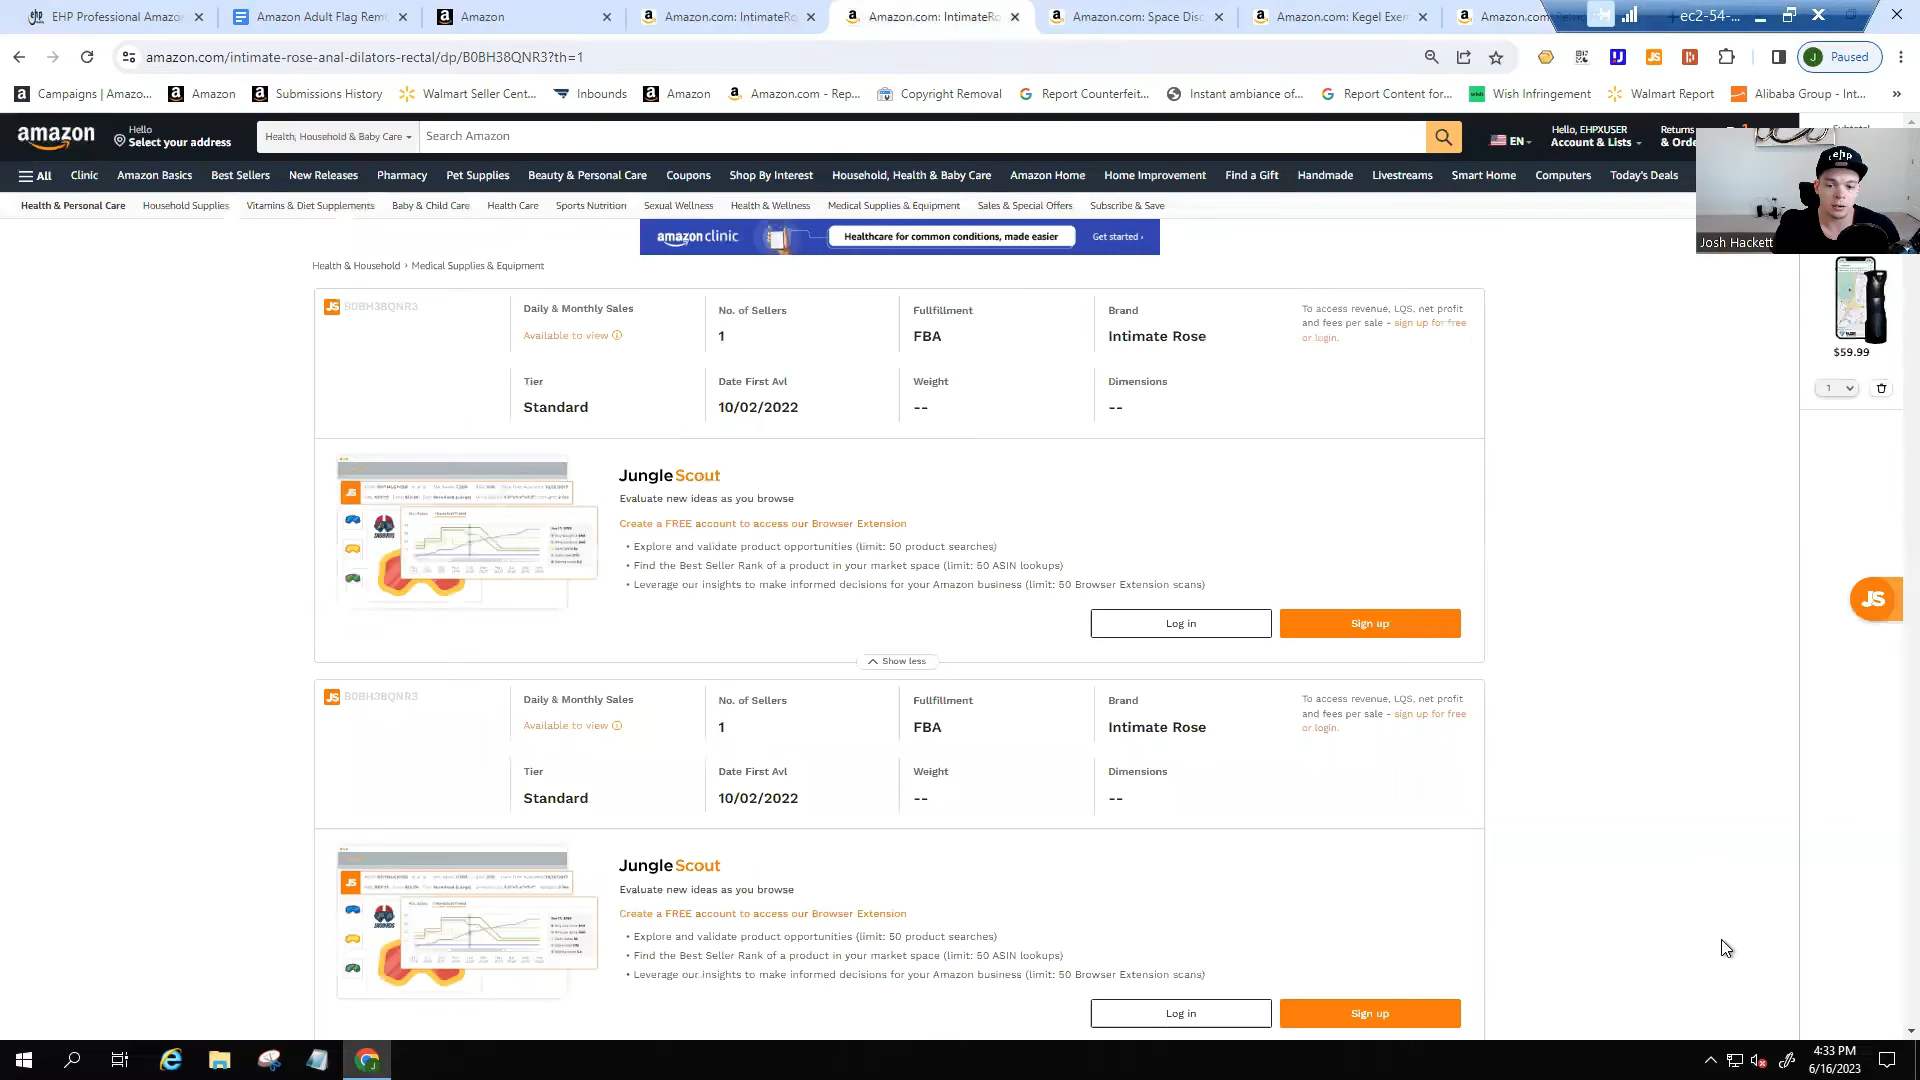 EHP Professional Amazo
Amazon Adult Flag Rem
Amazon
Amazon.com: IntimateRo
Amazon.com: IntimateRo
Amazon.com: Space Dis
Amazon.com: Kegel Exer
Amazon.com
ec2-54-...
amazon.com/intimate-rose-anal-dilators-rectal/dp/B0BH38QNR3?th=1
J Paused
Campaigns | Amazo...
Amazon
Submissions History
Walmart Seller Cent...
Inbounds
Amazon
Amazon.com - Rep...
Copyright Removal
Report Counterfeit...
Instant ambiance of...
Report Content for...
Wish Infringement
Walmart Report
Alibaba Group - Int...
amazon
Hello
Select your address
Health, Household & Baby Care
Search Amazon
EN
Hello, EHPXUSER
Account & Lists
Returns
& Orde
Subtotal
All
Clinic
Amazon Basics
Best Sellers
New Releases
Pharmacy
Pet Supplies
Beauty & Personal Care
Coupons
Shop By Interest
Household, Health & Baby Care
Amazon Home
Home Improvement
Find a Gift
Handmade
Livestreams
Smart Home
Computers
Today's Deals
Health & Personal Care
Household Supplies
Vitamins & Diet Supplements
Baby & Child Care
Health Care
Sports Nutrition
Sexual Wellness
Health & Wellness
Medical Supplies & Equipment
Sales & Special Offers
Subscribe & Save
ehp
Josh Hackett
amazon clinic
Healthcare for common conditions, made easier
Get started ›
Health & Household › Medical Supplies & Equipment
JS B0BH38QNR3
Daily & Monthly Sales
Available to view
No. of Sellers
1
Fullfillment
FBA
Brand
Intimate Rose
To access revenue, LQS, net profit
and fees per sale - sign up for free
or login.
Tier
Standard
Date First Avl
10/02/2022
Weight
--
Dimensions
--
$59.99
1
Jungle Scout
Evaluate new ideas as you browse
Create a FREE account to access our Browser Extension
• Explore and validate product opportunities (limit: 50 product searches)
• Find the Best Seller Rank of a product in your market space (limit: 50 ASIN lookups)
• Leverage our insights to make informed decisions for your Amazon business (limit: 50 Browser Extension scans)
Log in
Sign up
JS
Show less
JS B0BH38QNR3
Daily & Monthly Sales
Available to view
No. of Sellers
1
Fullfillment
FBA
Brand
Intimate Rose
To access revenue, LQS, net profit
and fees per sale - sign up for free
or login.
Tier
Standard
Date First Avl
10/02/2022
Weight
--
Dimensions
--
Jungle Scout
Evaluate new ideas as you browse
Create a FREE account to access our Browser Extension
• Explore and validate product opportunities (limit: 50 product searches)
• Find the Best Seller Rank of a product in your market space (limit: 50 ASIN lookups)
• Leverage our insights to make informed decisions for your Amazon business (limit: 50 Browser Extension scans)
Log in
Sign up
4:33 PM
6/16/2023